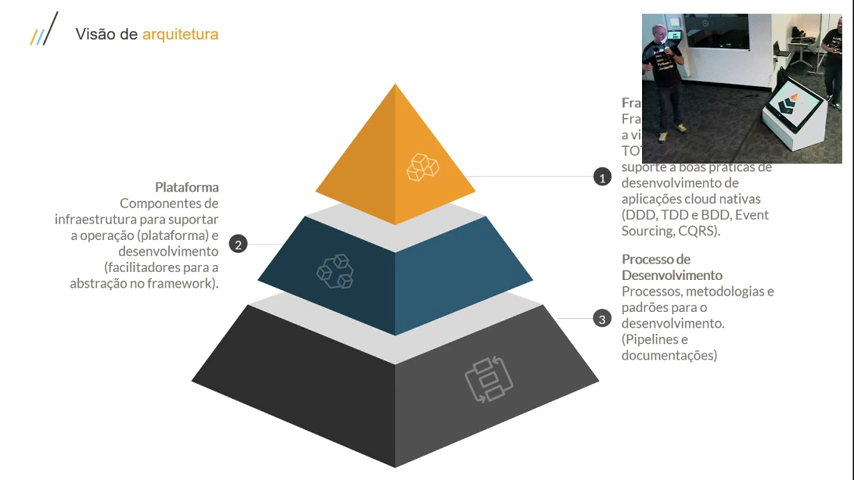 Visão de arquitetura
Plataforma
Componentes de
infraestrutura para suportar
a operação (plataforma) e
desenvolvimento
(facilitadores para a
abstração no framework).
2
1
suporte a boas práticas de
desenvolvimento de
aplicações cloud nativas
(DDD, TDD e BDD, Event
Sourcing, CQRS).
3
Processo de
Desenvolvimento
Processos, metodologias e
padrões para o
desenvolvimento.
(Pipelines e
documentações)